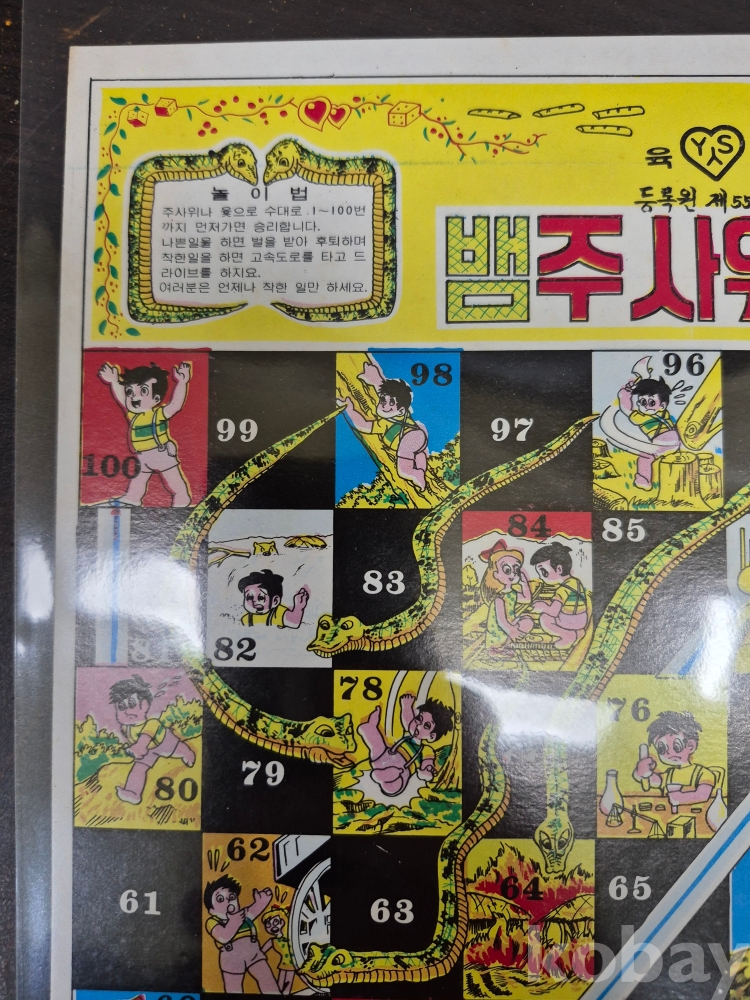 육 YYS
등록원 제55
놀이법
주사위나 윷으로 수대로 1~100번
까지 먼저가면 승리합니다.
나쁜일을 하면 벌을 받아 후퇴하며
착한일을 하면 고속도로를 타고 드
라이브를 하지요.
여러분은 언제나 착한 일만 하세요.
뱀주사위
100 99 98 97 96
81 82 83 84 85
80 79 78 76
61 62 63 64 65
kobay